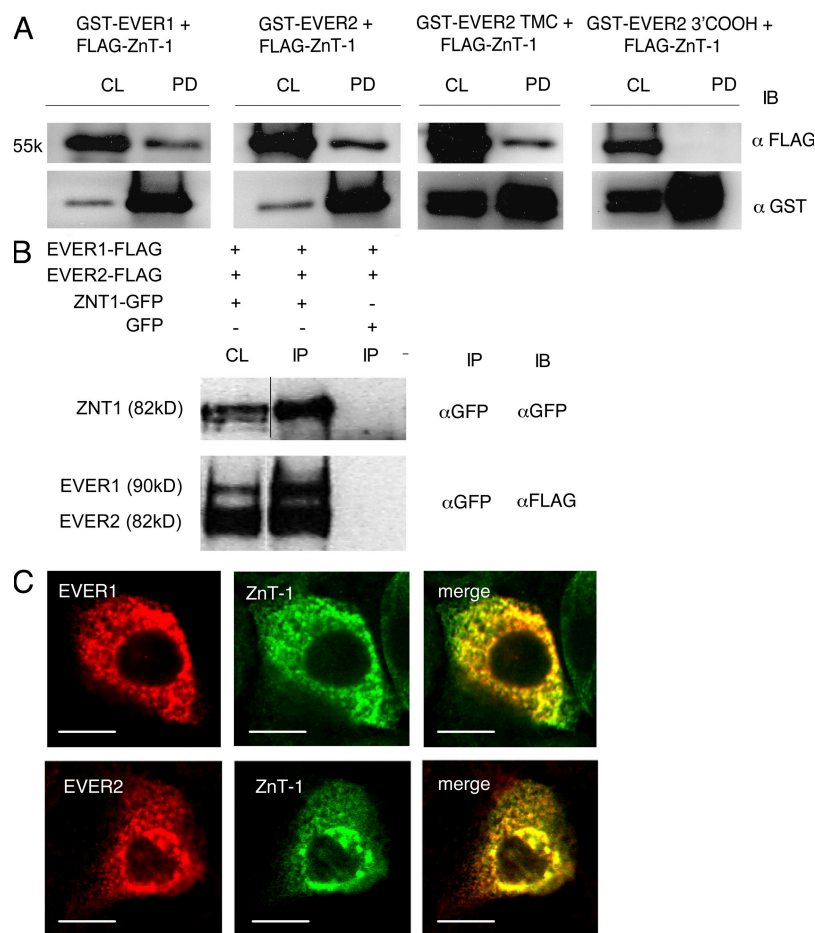 A
GST-EVER1 +
FLAG-ZnT-1
GST-EVER2 +
FLAG-ZnT-1
GST-EVER2 TMC +
FLAG-ZnT-1
GST-EVER2 3'COOH +
FLAG-ZnT-1
CL PD CL PD CL PD CL PD
IB
55k
α FLAG
α GST
B
EVER1-FLAG + + +
EVER2-FLAG + + +
ZNT1-GFP + + -
GFP - - +
CL IP IP - IP IB
ZNT1 (82kD) αGFP αGFP
EVER1 (90kD)
αGFP αFLAG
EVER2 (82kD)
C
EVER1 ZnT-1 merge
EVER2 ZnT-1 merge